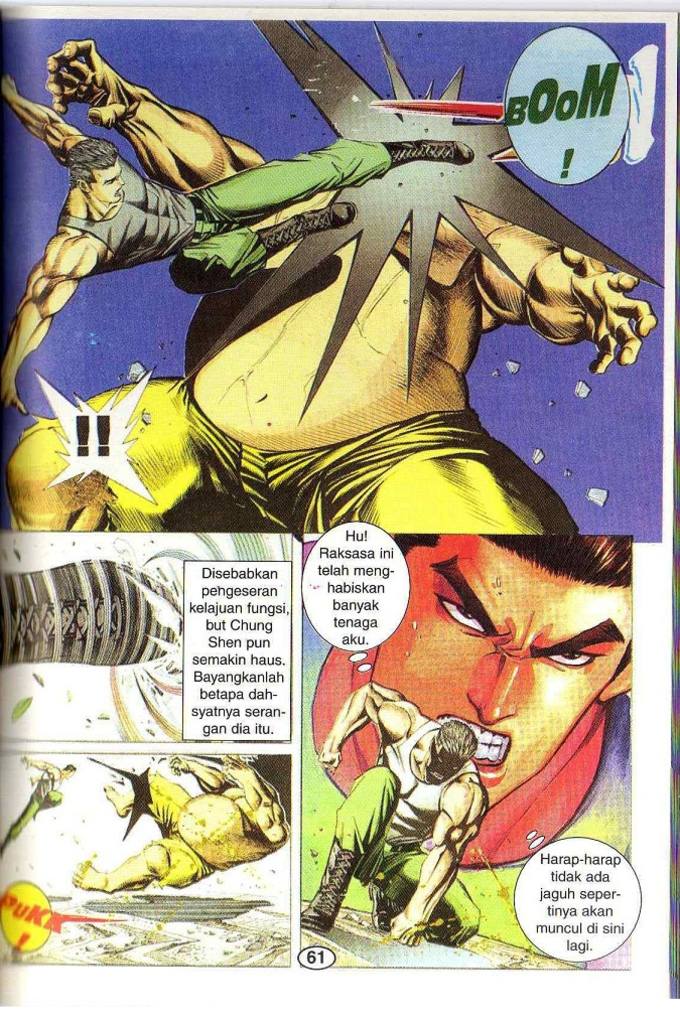 BOOM
!
!!
Disebabkan
pengeseran
kelajuan fungsi,
but Chung
Shen pun
semakin haus.
Bayangkanlah
betapa dah-
syatnya seran-
gan dia itu.
Hu!
Raksasa ini
telah meng-
habiskan
banyak
tenaga
aku.
PUKK
!
Harap-harap
tidak ada
jaguh seper-
tinya akan
muncul di sini
lagi.
61